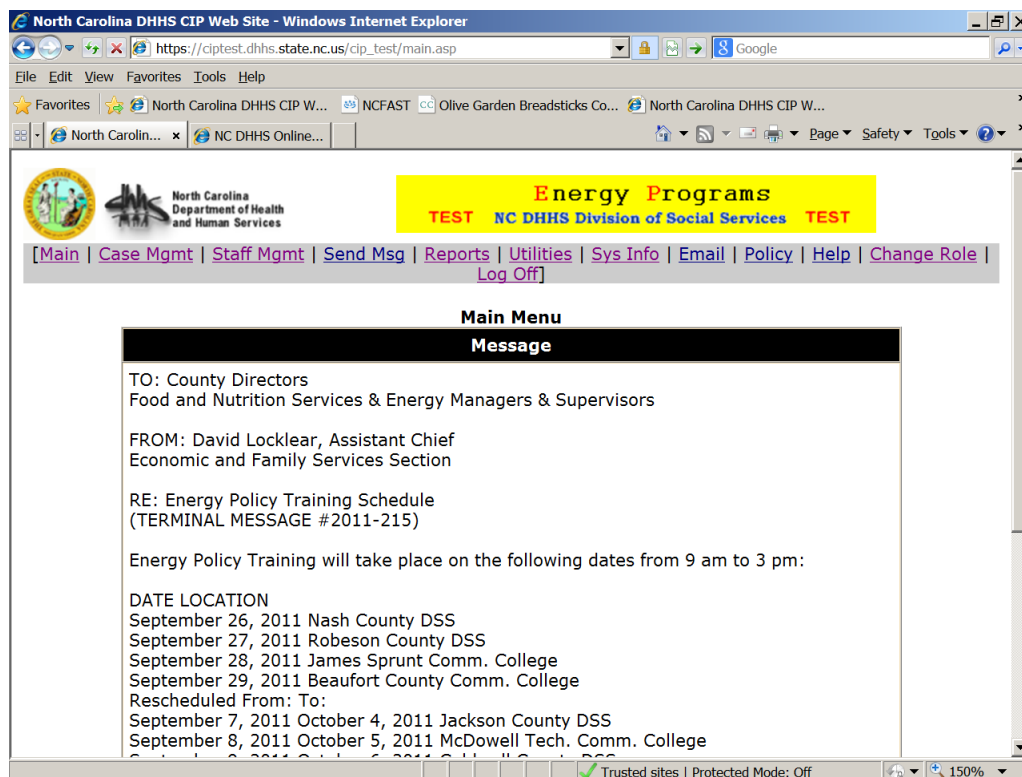 North Carolina DHHS CIP Web Site - Windows Internet Explorer
https://ciptest.dhhs.state.nc.us/cip_test/main.asp
Google
File Edit View Favorites Tools Help
Favorites North Carolina DHHS CIP W... NCFAST Olive Garden Breadsticks Co... North Carolina DHHS CIP W...
North Carolin... x NC DHHS Online... Page Safety Tools
North Carolina
Department of Health
and Human Services
Energy Programs
TEST NC DHHS Division of Social Services TEST
[Main | Case Mgmt | Staff Mgmt | Send Msg | Reports | Utilities | Sys Info | Email | Policy | Help | Change Role |
Log Off]
Main Menu
Message
TO: County Directors
Food and Nutrition Services & Energy Managers & Supervisors
FROM: David Locklear, Assistant Chief
Economic and Family Services Section
RE: Energy Policy Training Schedule
(TERMINAL MESSAGE #2011-215)
Energy Policy Training will take place on the following dates from 9 am to 3 pm:
DATE LOCATION
September 26, 2011 Nash County DSS
September 27, 2011 Robeson County DSS
September 28, 2011 James Sprunt Comm. College
September 29, 2011 Beaufort County Comm. College
Rescheduled From: To:
September 7, 2011 October 4, 2011 Jackson County DSS
September 8, 2011 October 5, 2011 McDowell Tech. Comm. College
Trusted sites | Protected Mode: Off 150%